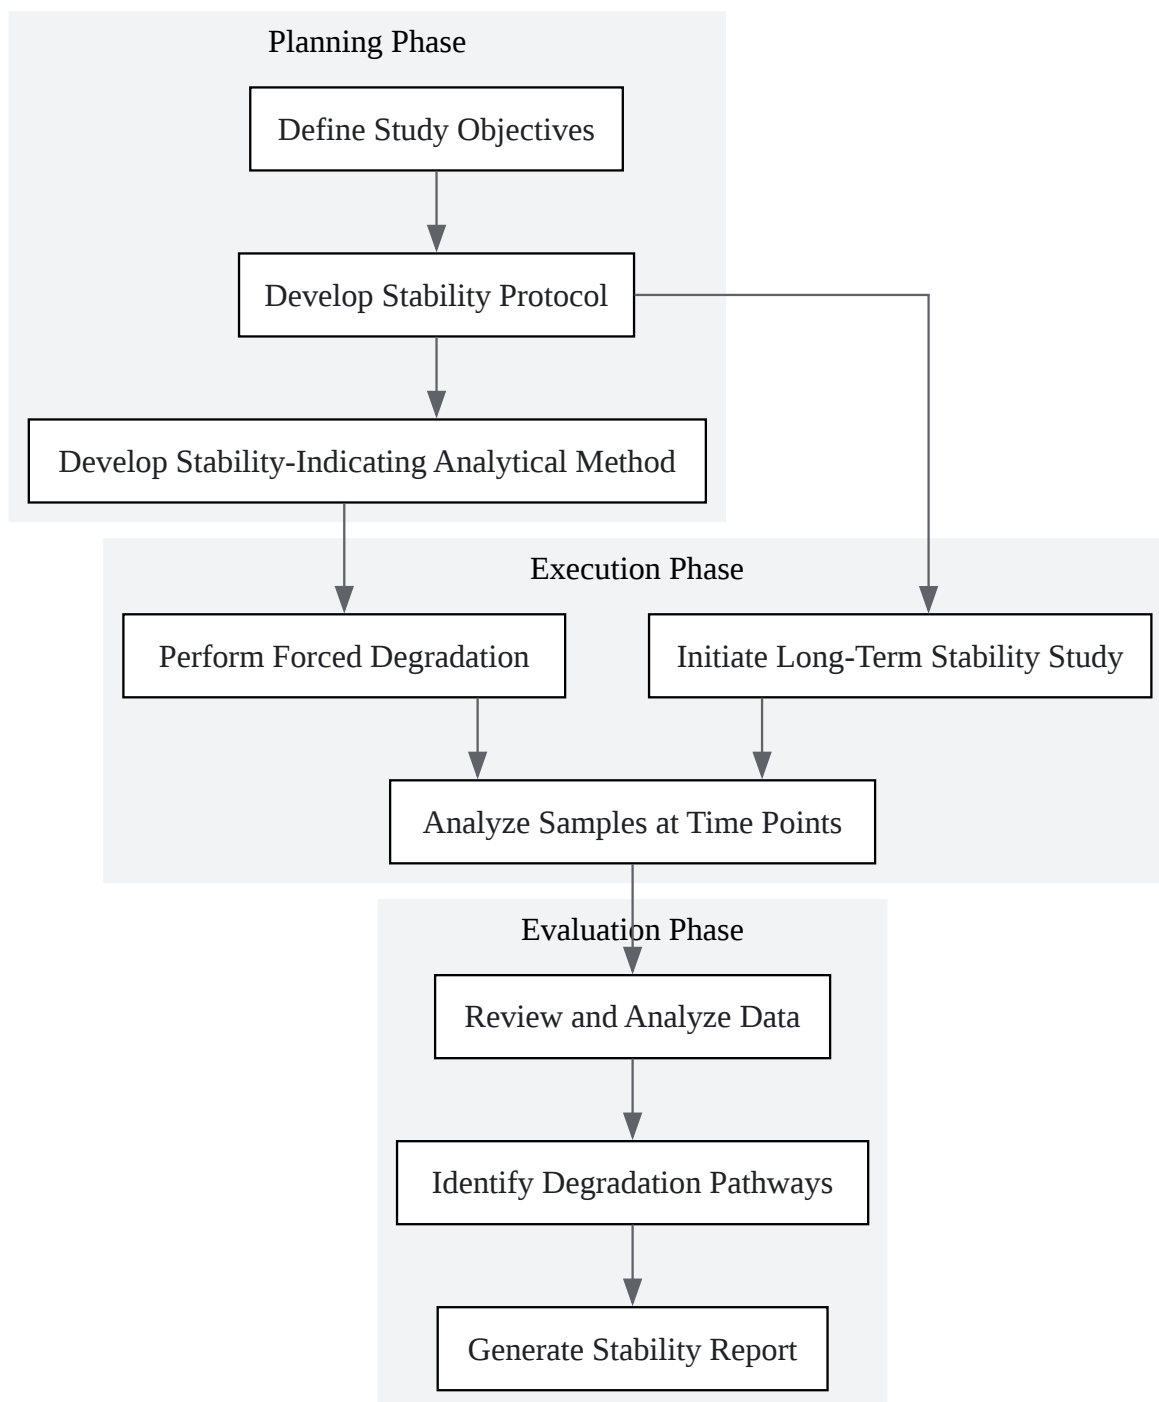 Planning Phase
Define Study Objectives
Develop Stability Protocol
Develop Stability-Indicating Analytical Method
Execution Phase
Perform Forced Degradation
Initiate Long-Term Stability Study
Analyze Samples at Time Points
Evaluation Phase
Review and Analyze Data
Identify Degradation Pathways
Generate Stability Report